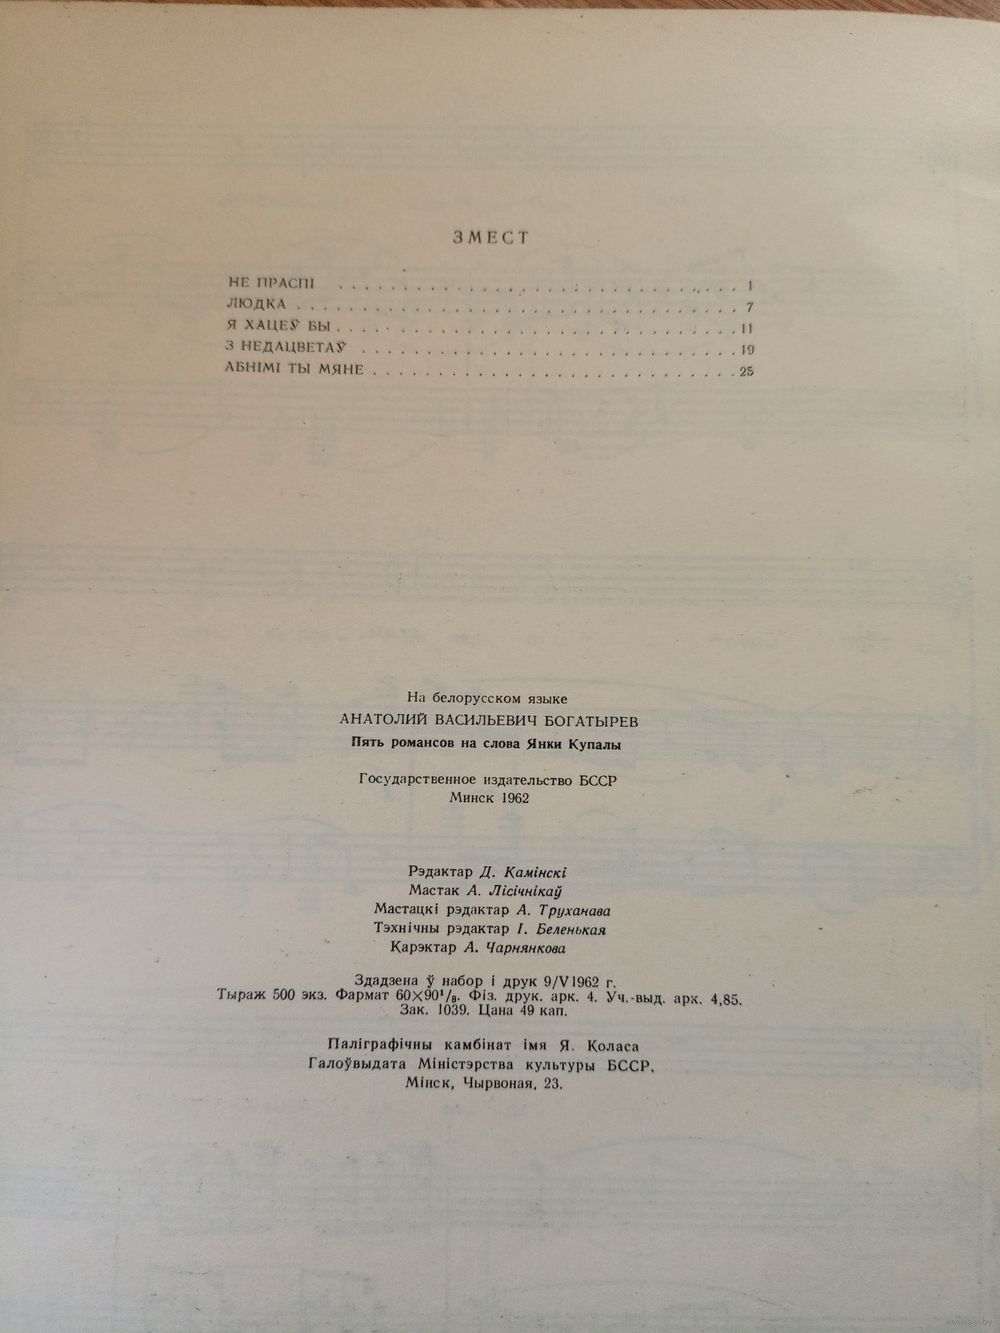 ЗМЕСТ
НЕ ПРАСПІ . . . . . . . . . . . . . . . . . . . . . . . . . . . . . . 1
ЛЮДКА . . . . . . . . . . . . . . . . . . . . . . . . . . . . . . . . . 7
Я ХАЦЕЎ БЫ . . . . . . . . . . . . . . . . . . . . . . . . . . . . . . 11
З НЕДАЦВЕТАЎ . . . . . . . . . . . . . . . . . . . . . . . . . . . . 19
АБНІМІ ТЫ МЯНЕ . . . . . . . . . . . . . . . . . . . . . . . . . . . 25
На белорусском языке
АНАТОЛИЙ ВАСИЛЬЕВИЧ БОГАТЫРЕВ
Пять романсов на слова Янки Купалы
Государственное издательство БССР
Минск 1962
Рэдактар Д. Камінскі
Мастак А. Лісічнікаў
Мастацкі рэдактар А. Труханава
Тэхнічны рэдактар І. Беленькая
Карэктар А. Чарнянкова
Здадзена ў набор і друк 9/V1962 г.
Тыраж 500 экз. Фармат 60×90¹/₈. Фіз. друк. арк. 4. Уч.-выд. арк. 4,85.
Зак. 1039. Цана 49 кап.
Паліграфічны камбінат імя Я. Коласа
Галоўвыдата Міністэрства культуры БССР,
Мінск, Чырвоная, 23.
www.ay.by